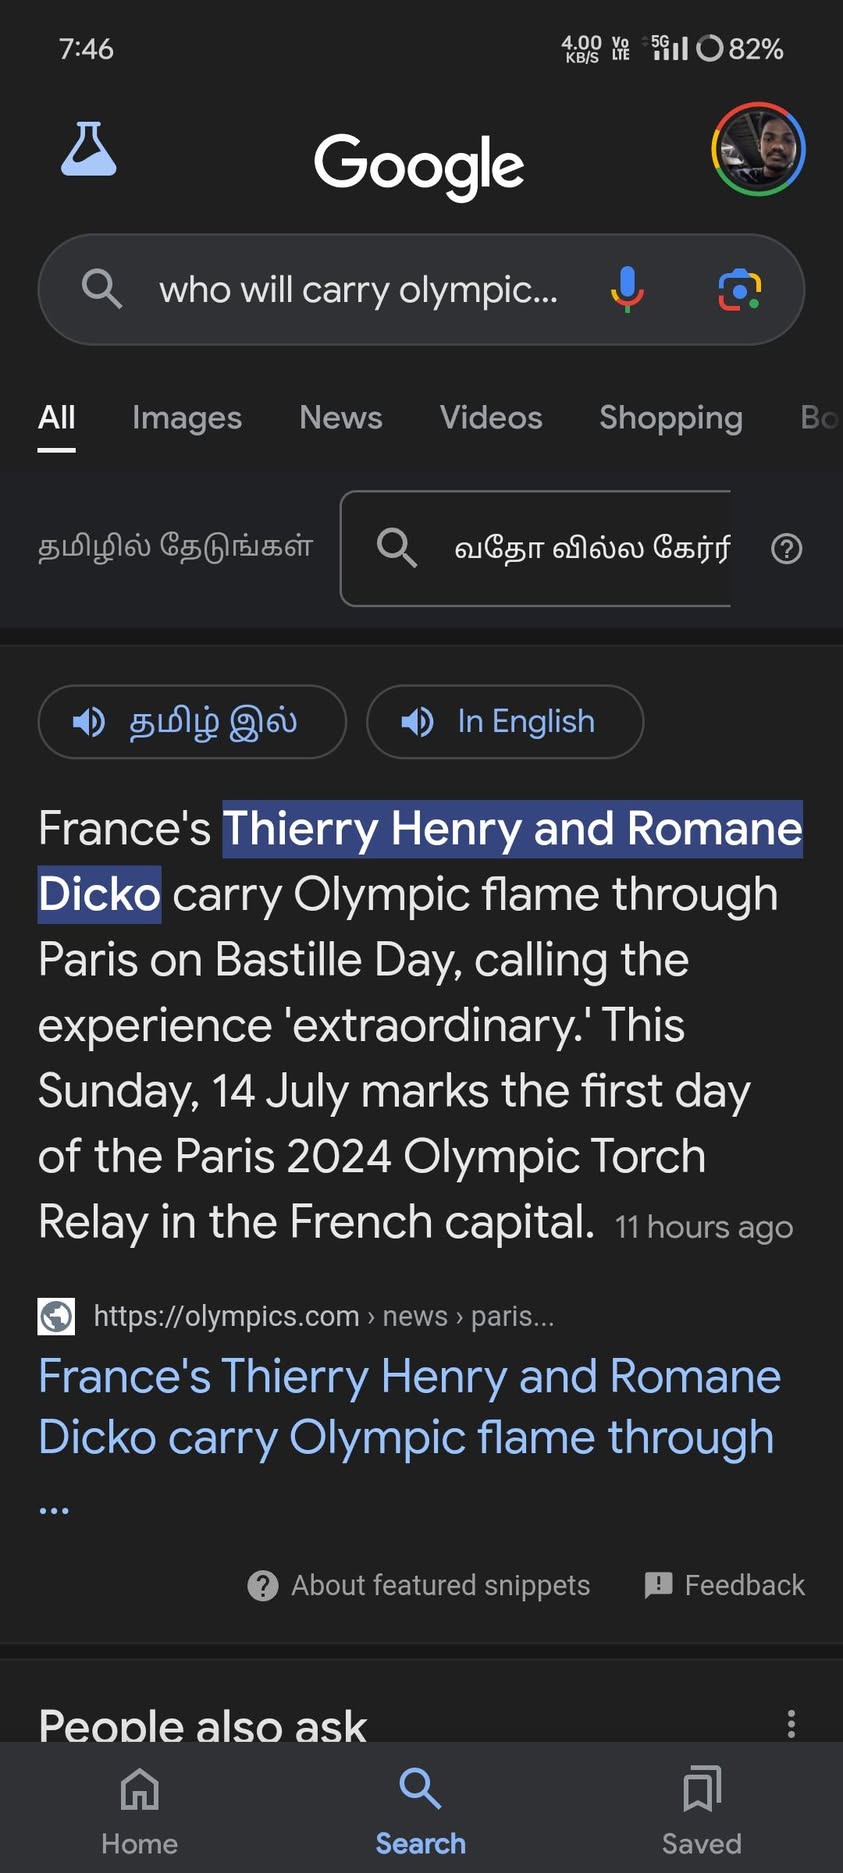 7:46
4.00 KB/S Vo LTE 5G 82%
Google
who will carry olympic...
All Images News Videos Shopping Bo
தமிழில் தேடுங்கள் வதோ வில்ல கேர்ரி
தமிழ் இல் In English
France's Thierry Henry and Romane
Dicko carry Olympic flame through
Paris on Bastille Day, calling the
experience 'extraordinary.' This
Sunday, 14 July marks the first day
of the Paris 2024 Olympic Torch
Relay in the French capital. 11 hours ago
https://olympics.com › news › paris...
France's Thierry Henry and Romane
Dicko carry Olympic flame through
...
About featured snippets Feedback
People also ask
Home Search Saved